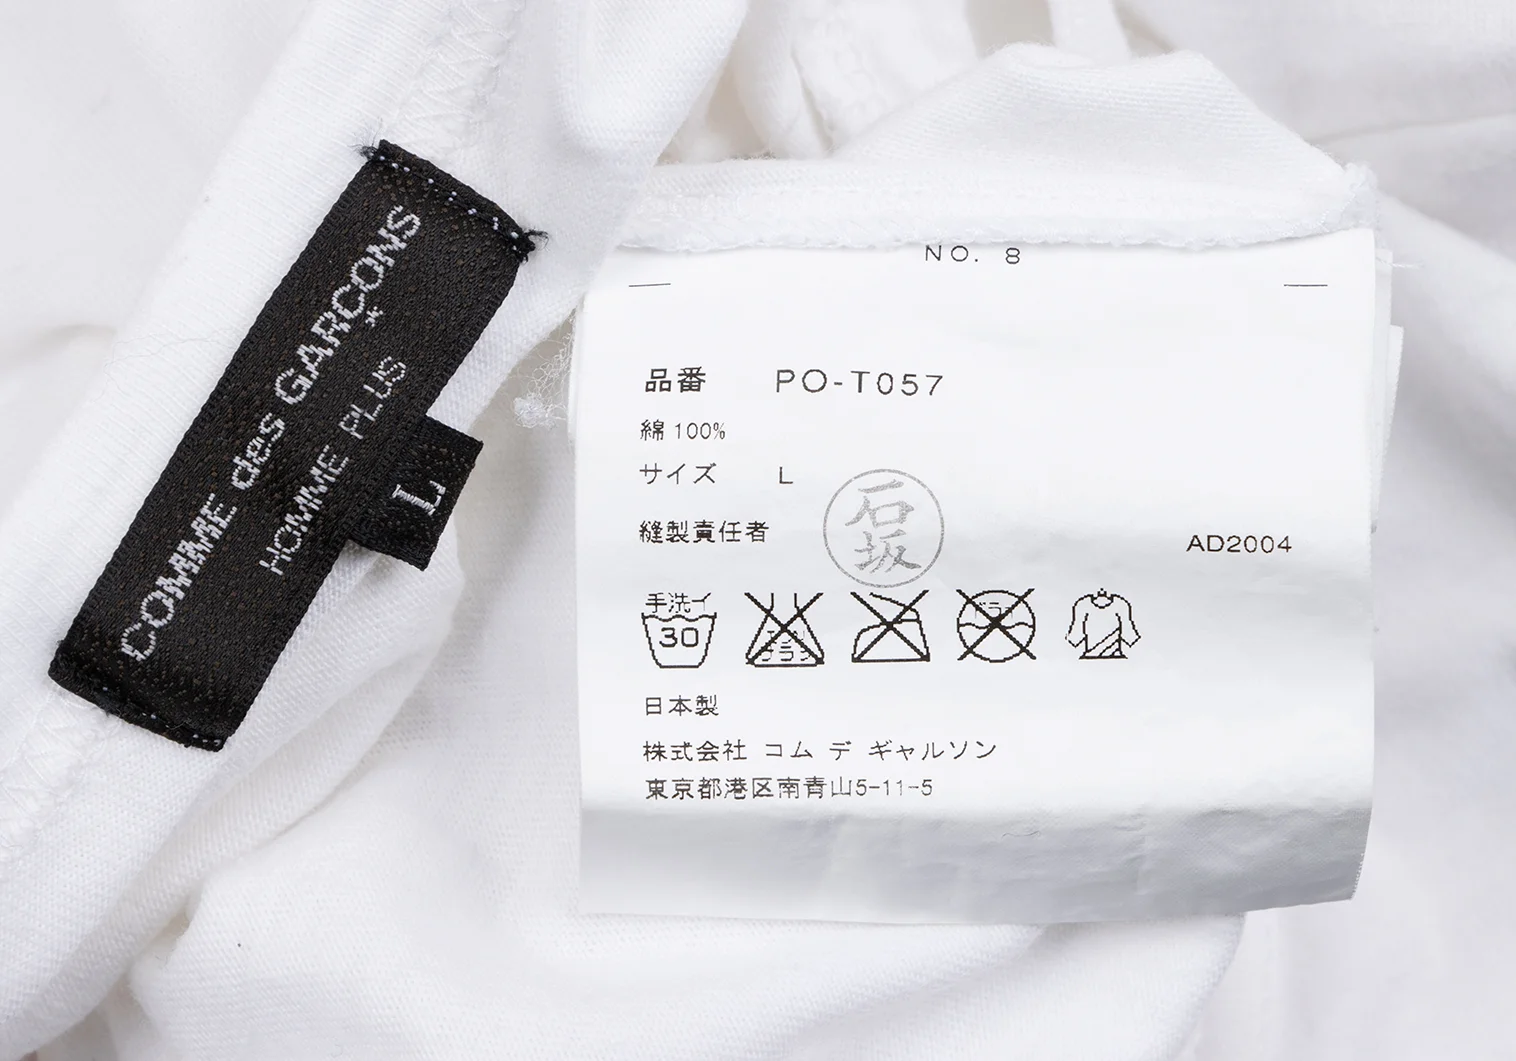 COMME des GARÇONS
HOMME PLUS
L
NO. 8
品番 PO-T057
綿 100%
サイズ L
縫製責任者 石坂 AD2004
手洗イ
30
日本製
株式会社 コム デ ギャルソン
東京都港区南青山5-11-5